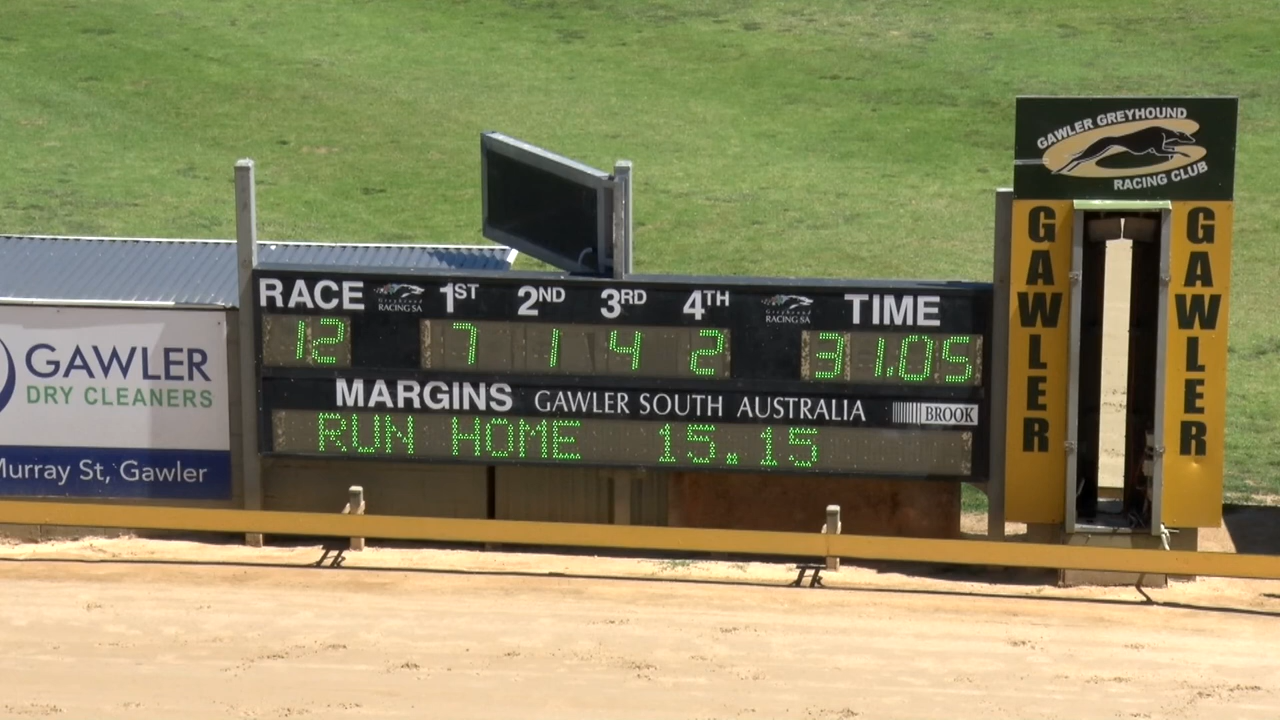 GAWLER GREYHOUND
RACING CLUB
GAWLER
GAWLER
RACE 1ST 2ND 3RD 4TH TIME
Greyhound
RACING SA
Greyhound
RACING SA
12 7 1 4 2 31.05
MARGINS GAWLER SOUTH AUSTRALIA BROOK
RUN HOME 15.15
GAWLER
DRY CLEANERS
Murray St, Gawler